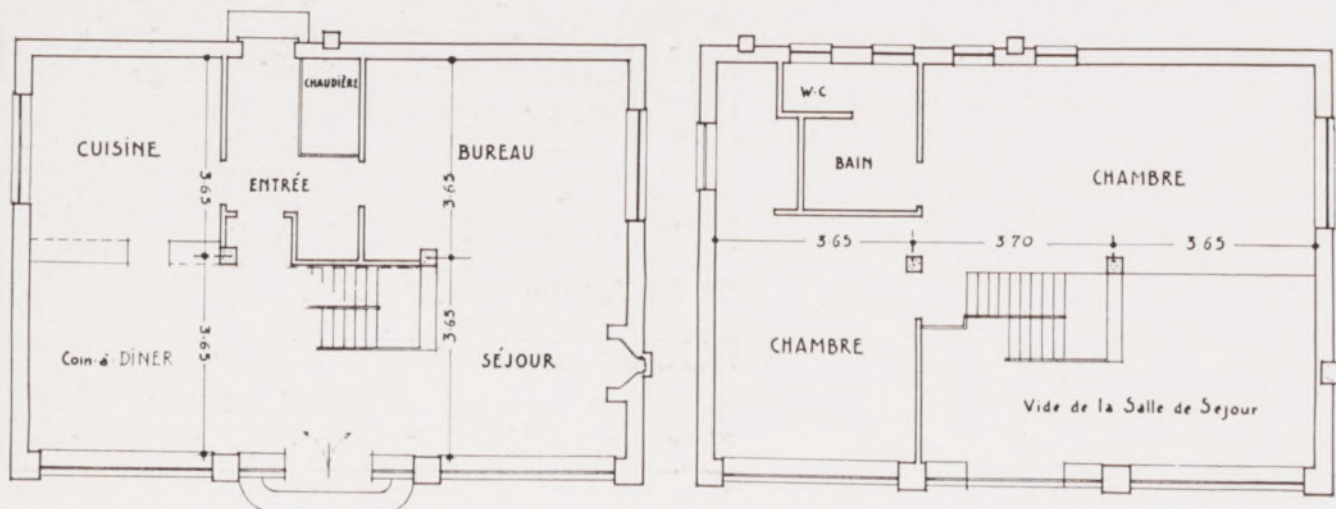 CHAUDIÈRE
CUISINE
BUREAU
ENTRÉE
3.65
3.65
3.65
3.65
Coin à DÎNER
SÉJOUR
W-C
BAIN
CHAMBRE
3.65
3.70
3.65
CHAMBRE
Vide de la Salle de Sejour